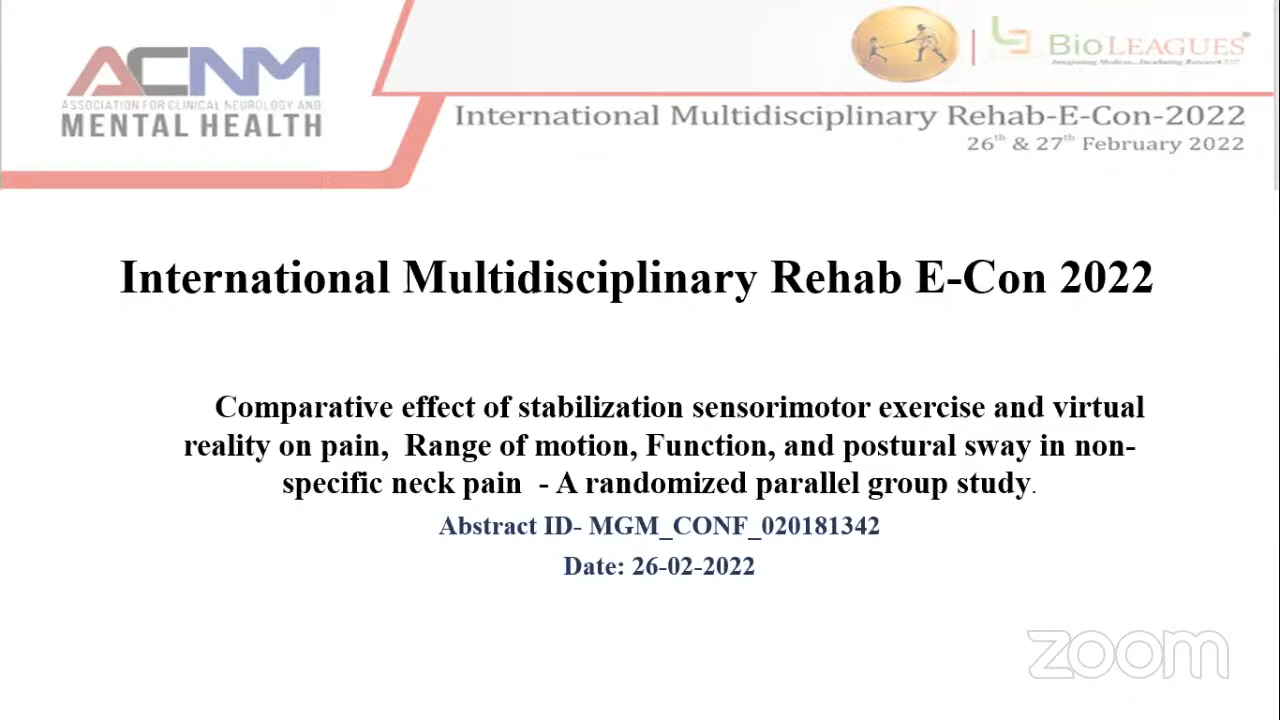 ACNM
ASSOCIATION FOR CLINICAL NEUROLOGY AND
MENTAL HEALTH
BioLEAGUES
International Multidisciplinary Rehab-E-Con-2022
26th & 27th February 2022
International Multidisciplinary Rehab E-Con 2022
Comparative effect of stabilization sensorimotor exercise and virtual
reality on pain, Range of motion, Function, and postural sway in non-
specific neck pain - A randomized parallel group study.
Abstract ID- MGM_CONF_020181342
Date: 26-02-2022
zoom